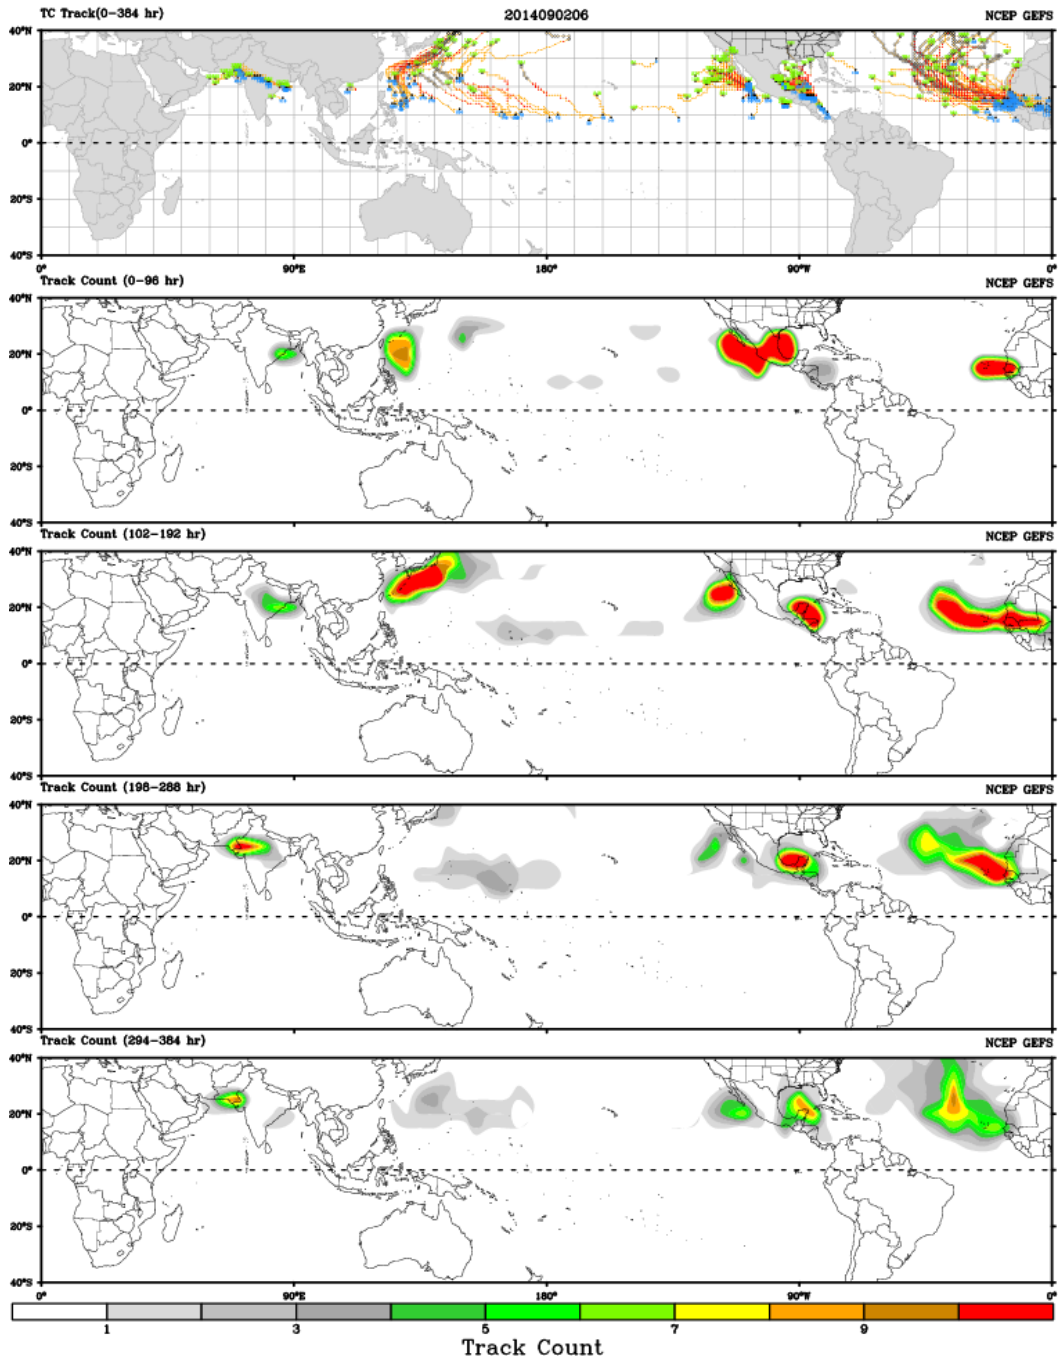 TC Track(0-384 hr) 2014090206 NCEP GEFS
40°N
20°N
0°
20°S
40°S
0° 90°E 180° 90°W 0°
Track Count (0-96 hr) NCEP GEFS
40°N
20°N
0°
20°S
40°S
Track Count (102-192 hr) NCEP GEFS
40°N
20°N
0°
20°S
40°S
Track Count (198-288 hr) NCEP GEFS
40°N
20°N
0°
20°S
40°S
Track Count (294-384 hr) NCEP GEFS
40°N
20°N
0°
20°S
40°S
0° 90°E 180° 90°W 0°
1 3 5 7 9
Track Count